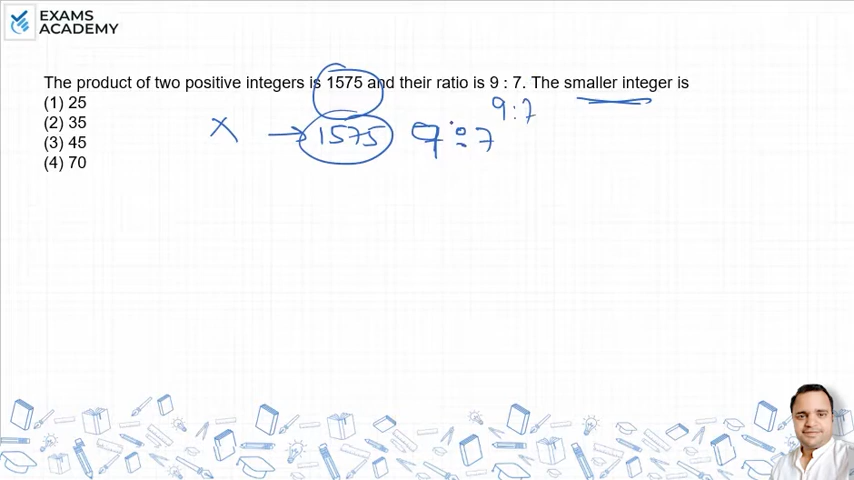 EXAMS
ACADEMY
The product of two positive integers is 1575 and their ratio is 9 : 7. The smaller integer is
(1) 25
(2) 35
(3) 45
(4) 70
9:7
X → 1575 9:7